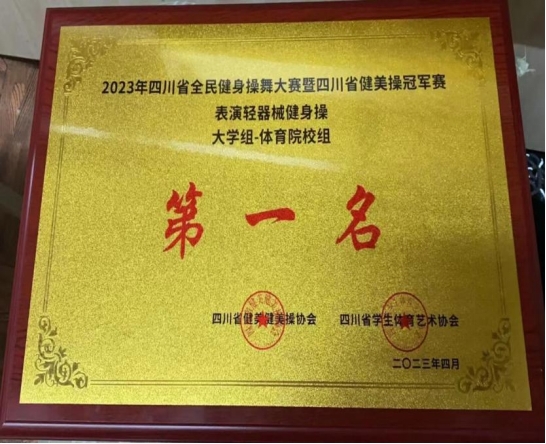 2023年四川省全民健身操舞大赛暨四川省健美操冠军赛
表演轻器械健身操
大学组-体育院校组
第一名
四川省健美健美操协会 四川省学生体育艺术协会
二〇二三年四月